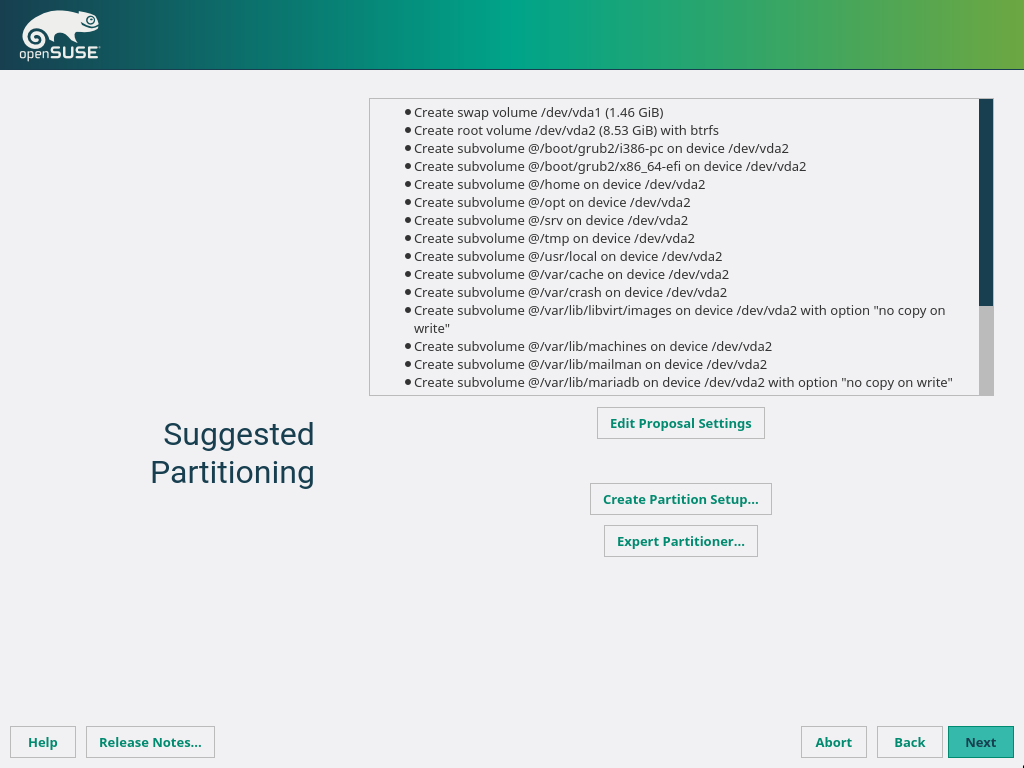 openSUSE
Create swap volume /dev/vda1 (1.46 GiB)
Create root volume /dev/vda2 (8.53 GiB) with btrfs
Create subvolume @/boot/grub2/i386-pc on device /dev/vda2
Create subvolume @/boot/grub2/x86_64-efi on device /dev/vda2
Create subvolume @/home on device /dev/vda2
Create subvolume @/opt on device /dev/vda2
Create subvolume @/srv on device /dev/vda2
Create subvolume @/tmp on device /dev/vda2
Create subvolume @/usr/local on device /dev/vda2
Create subvolume @/var/cache on device /dev/vda2
Create subvolume @/var/crash on device /dev/vda2
Create subvolume @/var/lib/libvirt/images on device /dev/vda2 with option "no copy on
write"
Create subvolume @/var/lib/machines on device /dev/vda2
Create subvolume @/var/lib/mailman on device /dev/vda2
Create subvolume @/var/lib/mariadb on device /dev/vda2 with option "no copy on write"
Suggested
Partitioning
Edit Proposal Settings
Create Partition Setup...
Expert Partitioner...
Help
Release Notes...
Abort
Back
Next